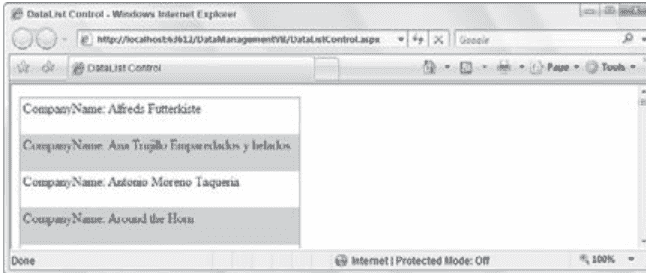 DataList Control - Windows Internet Explorer
http://localhost:63612/DataManagementVB/DataListControl.aspx
Google
DataList Control
Page
Tools
CompanyName: Alfreds Futterkiste
CompanyName: Ana Trujillo Emparedados y helados
CompanyName: Antonio Moreno Taqueria
CompanyName: Around the Horn
Done
Internet | Protected Mode: Off
100%